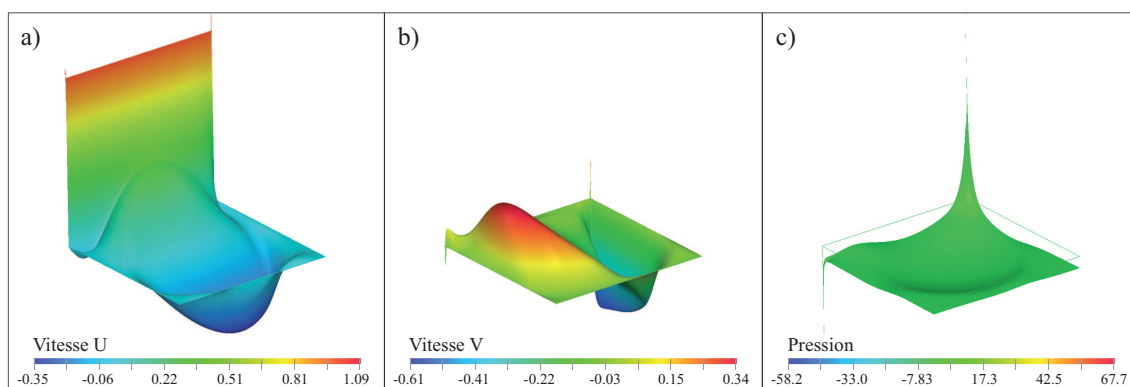 a)
b)
c)
Vitesse U
-0.35 -0.06 0.22 0.51 0.81 1.09
Vitesse V
-0.61 -0.41 -0.22 -0.03 0.15 0.34
Pression
-58.2 -33.0 -7.83 17.3 42.5 67.7